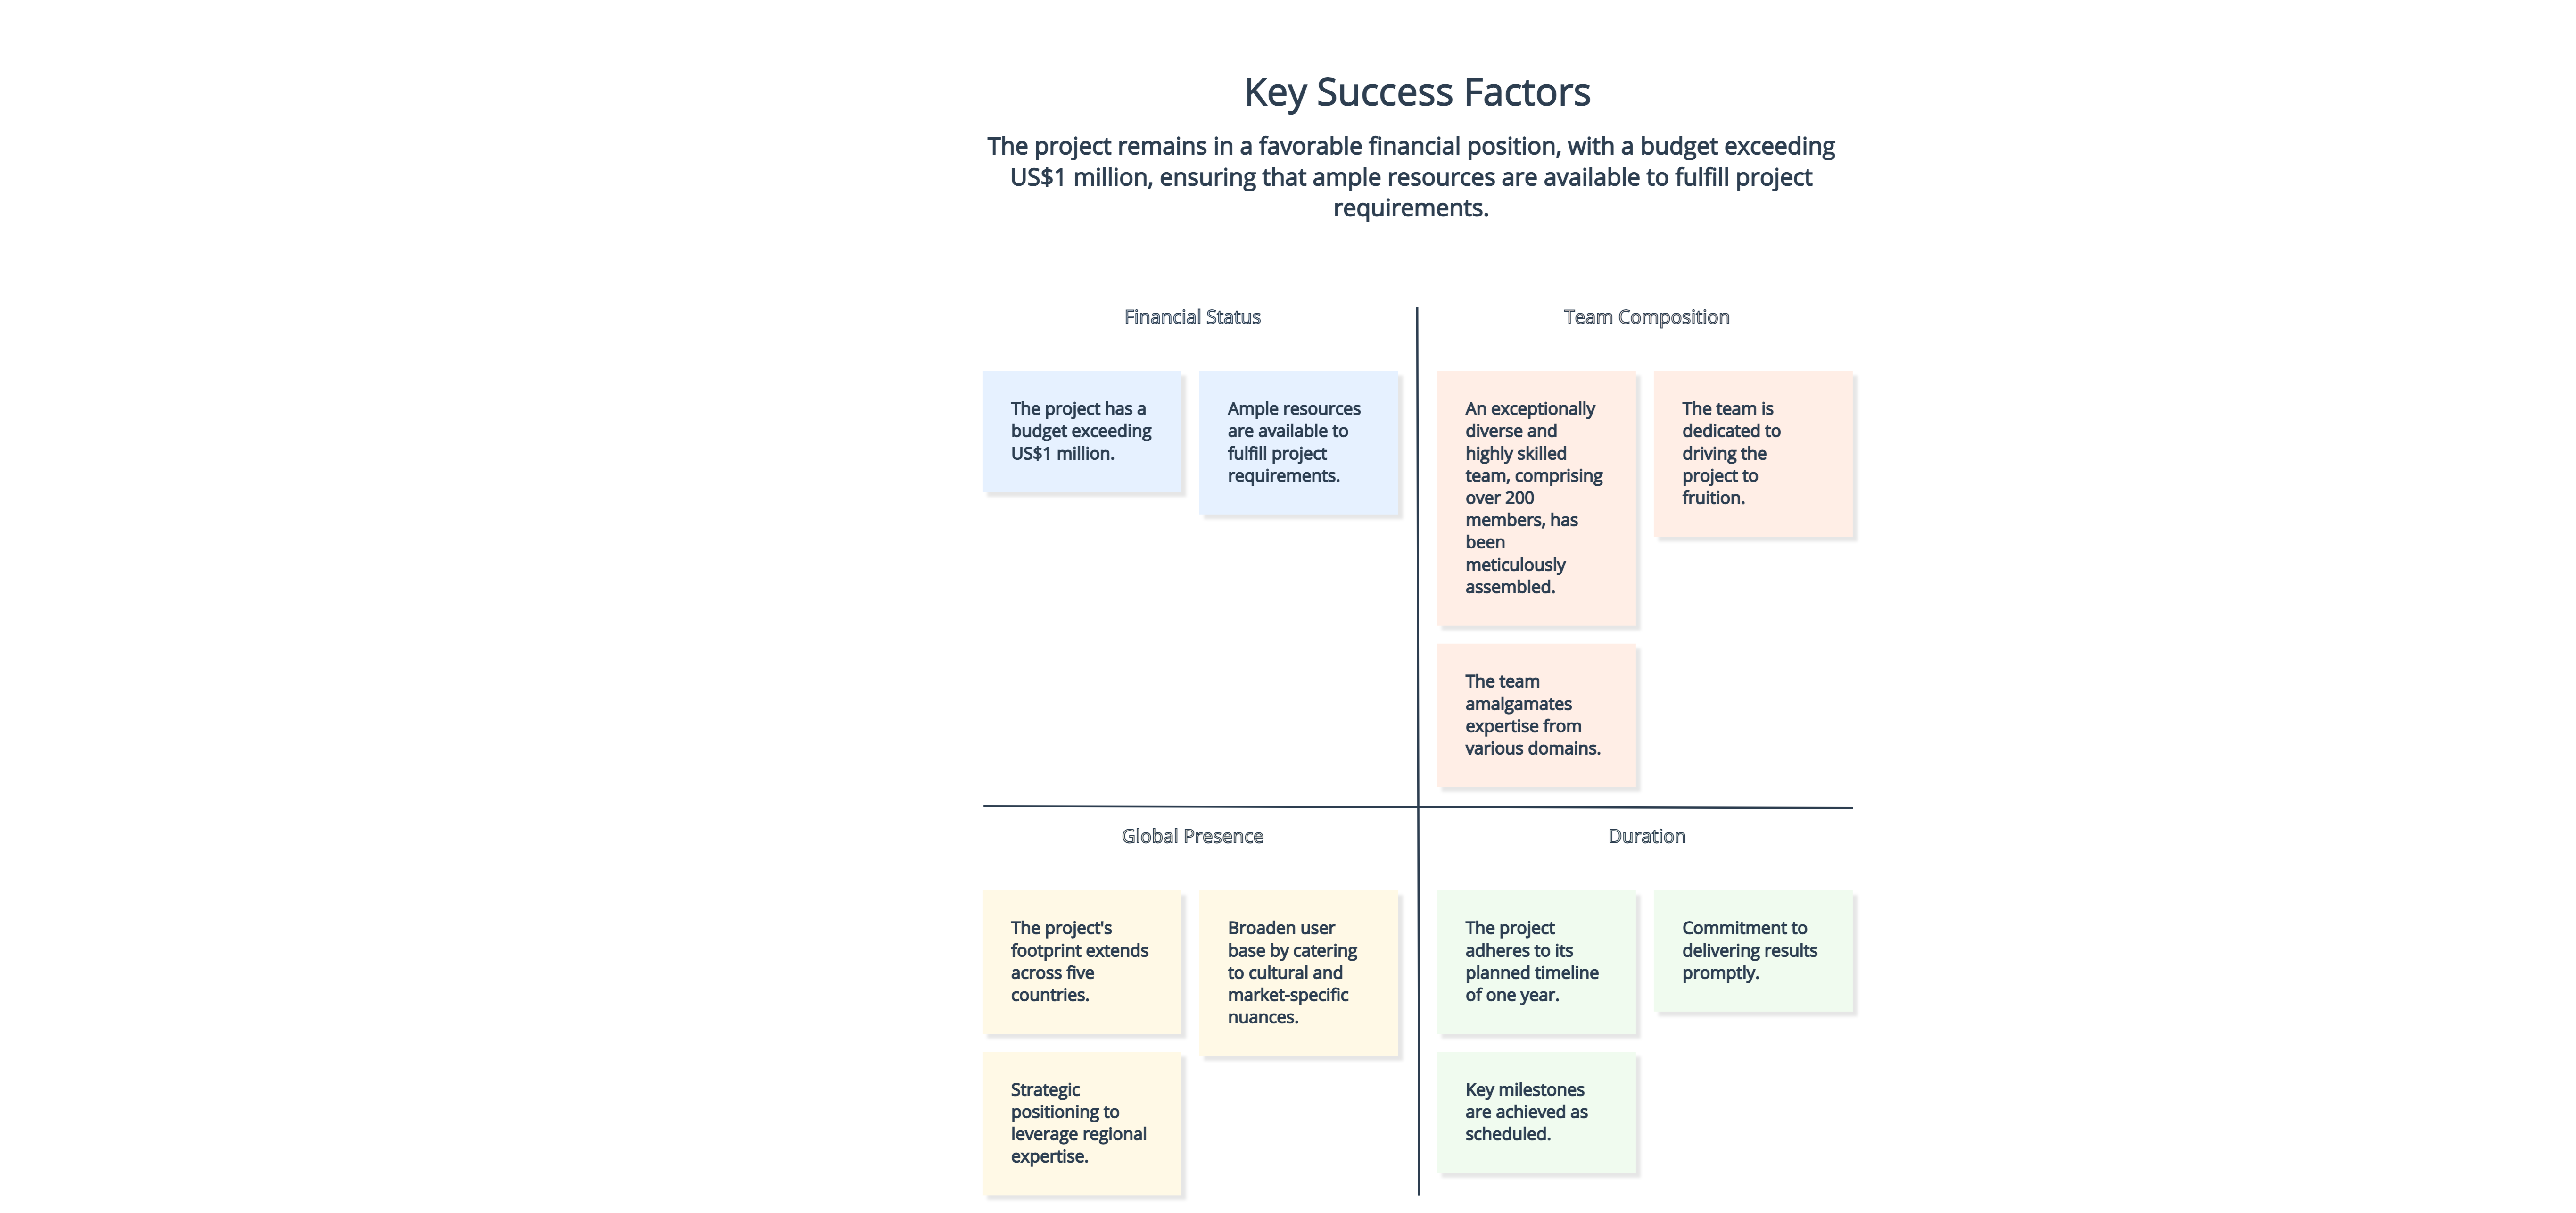 Key Success Factors
The project remains in a favorable financial position, with a budget exceeding
US$1 million, ensuring that ample resources are available to fulfill project
requirements.
Financial Status
The project has a
budget exceeding
US$1 million.
Ample resources
are available to
fulfill project
requirements.
Team Composition
An exceptionally
diverse and
highly skilled
team, comprising
over 200
members, has
been
meticulously
assembled.
The team is
dedicated to
driving the
project to
fruition.
The team
amalgamates
expertise from
various domains.
Global Presence
The project's
footprint extends
across five
countries.
Broaden user
base by catering
to cultural and
market-specific
nuances.
Strategic
positioning to
leverage regional
expertise.
Duration
The project
adheres to its
planned timeline
of one year.
Commitment to
delivering results
promptly.
Key milestones
are achieved as
scheduled.